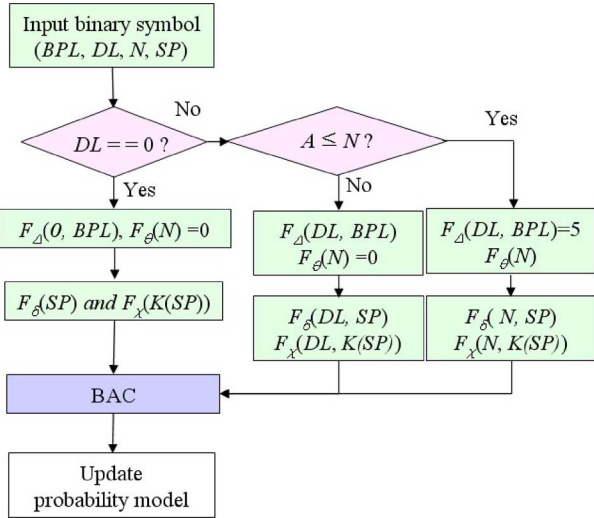 Input binary symbol
(BPL, DL, N, SP)
No
DL = = 0 ?
A ≤ N ?
Yes
Yes
No
F_Δ(0, BPL), F_θ(N) =0
F_Δ(DL, BPL)
F_θ(N) =0
F_Δ(DL, BPL)=5
F_θ(N)
F_δ(SP) and F_χ(K(SP))
F_δ(DL, SP)
F_χ(DL, K(SP))
F_δ( N, SP)
F_χ(N, K(SP))
BAC
Update
probability model